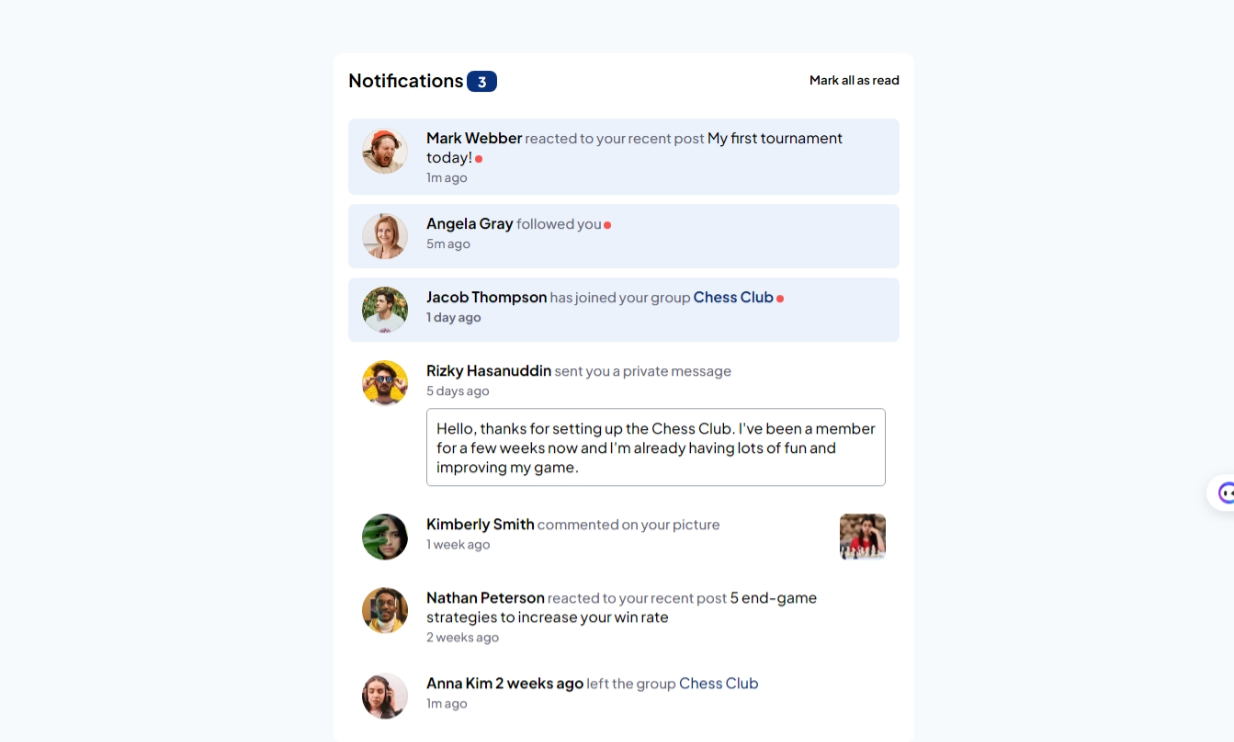 Notifications 3
Mark all as read
Mark Webber reacted to your recent post My first tournament
today!
1m ago
Angela Gray followed you
5m ago
Jacob Thompson has joined your group Chess Club
1 day ago
Rizky Hasanuddin sent you a private message
5 days ago
Hello, thanks for setting up the Chess Club. I've been a member
for a few weeks now and I'm already having lots of fun and
improving my game.
Kimberly Smith commented on your picture
1 week ago
Nathan Peterson reacted to your recent post 5 end-game
strategies to increase your win rate
2 weeks ago
Anna Kim 2 weeks ago left the group Chess Club
1m ago